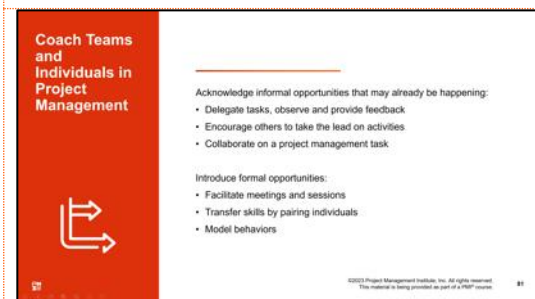 Coach Teams
and
Individuals in
Project
Management
Acknowledge informal opportunities that may already be happening:
• Delegate tasks, observe and provide feedback
• Encourage others to take the lead on activities
• Collaborate on a project management task
Introduce formal opportunities:
• Facilitate meetings and sessions
• Transfer skills by pairing individuals
• Model behaviors
©2023 Project Management Institute, Inc. All rights reserved.
This material is being provided as part of a PMP® course.